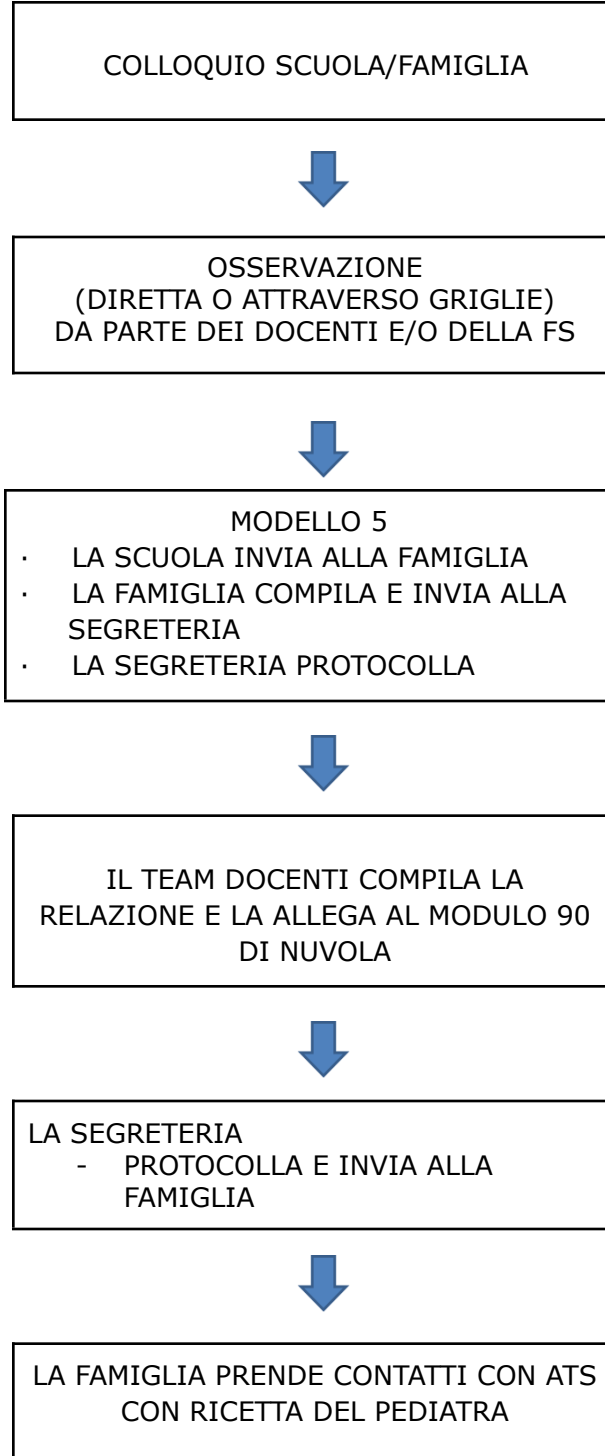 COLLOQUIO SCUOLA/FAMIGLIA
OSSERVAZIONE
(DIRETTA O ATTRAVERSO GRIGLIE)
DA PARTE DEI DOCENTI E/O DELLA FS
MODELLO 5
· LA SCUOLA INVIA ALLA FAMIGLIA
· LA FAMIGLIA COMPILA E INVIA ALLA
SEGRETERIA
· LA SEGRETERIA PROTOCOLLA
IL TEAM DOCENTI COMPILA LA
RELAZIONE E LA ALLEGA AL MODULO 90
DI NUVOLA
LA SEGRETERIA
- PROTOCOLLA E INVIA ALLA
FAMIGLIA
LA FAMIGLIA PRENDE CONTATTI CON ATS
CON RICETTA DEL PEDIATRA